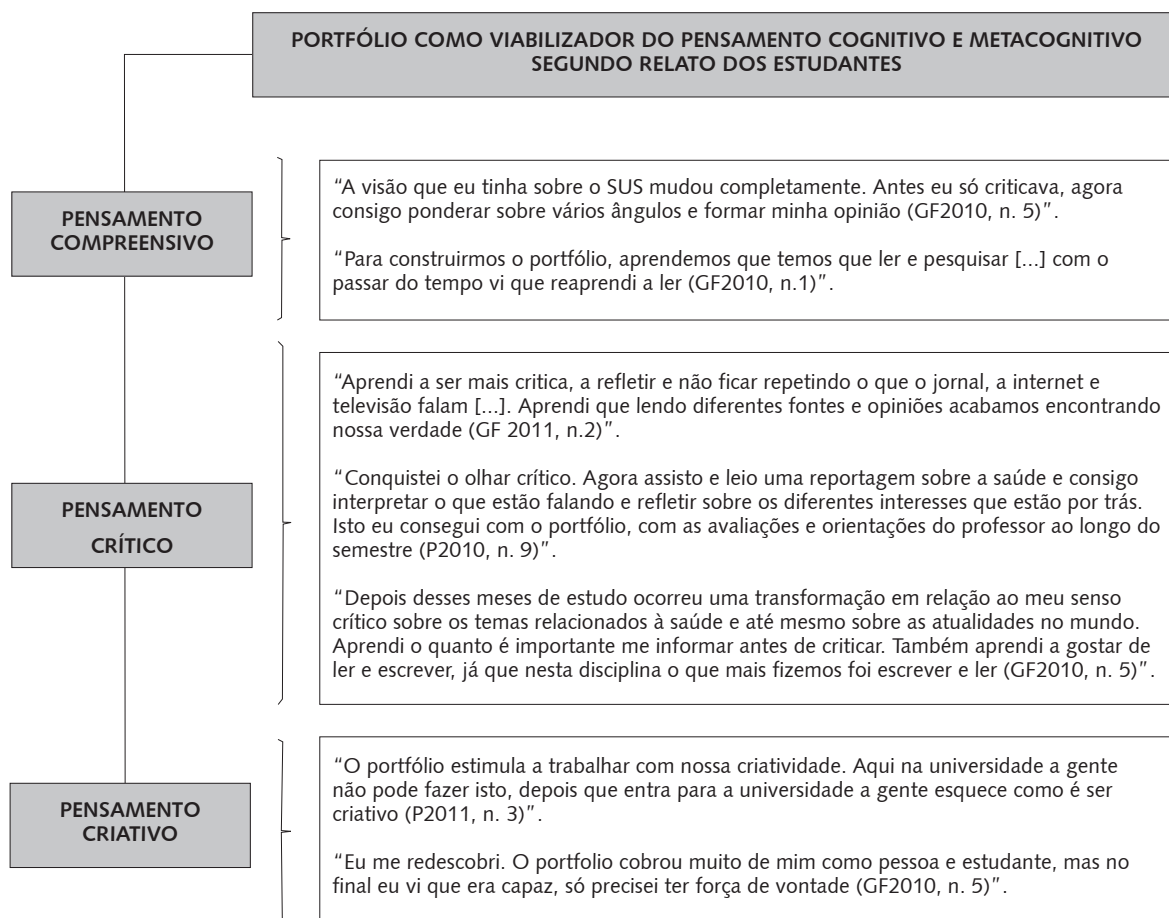 PORTFÓLIO COMO VIABILIZADOR DO PENSAMENTO COGNITIVO E METACOGNITIVO
SEGUNDO RELATO DOS ESTUDANTES
PENSAMENTO
COMPREENSIVO
“A visão que eu tinha sobre o SUS mudou completamente. Antes eu só criticava, agora
consigo ponderar sobre vários ângulos e formar minha opinião (GF2010, n. 5)”.
“Para construirmos o portfólio, aprendemos que temos que ler e pesquisar [...] com o
passar do tempo vi que reaprendi a ler (GF2010, n.1)”.
PENSAMENTO
CRÍTICO
“Aprendi a ser mais critica, a refletir e não ficar repetindo o que o jornal, a internet e
televisão falam [...]. Aprendi que lendo diferentes fontes e opiniões acabamos encontrando
nossa verdade (GF 2011, n.2)”.
“Conquistei o olhar crítico. Agora assisto e leio uma reportagem sobre a saúde e consigo
interpretar o que estão falando e refletir sobre os diferentes interesses que estão por trás.
Isto eu consegui com o portfólio, com as avaliações e orientações do professor ao longo do
semestre (P2010, n. 9)”.
“Depois desses meses de estudo ocorreu uma transformação em relação ao meu senso
crítico sobre os temas relacionados à saúde e até mesmo sobre as atualidades no mundo.
Aprendi o quanto é importante me informar antes de criticar. Também aprendi a gostar de
ler e escrever, já que nesta disciplina o que mais fizemos foi escrever e ler (GF2010, n. 5)”.
PENSAMENTO
CRIATIVO
“O portfólio estimula a trabalhar com nossa criatividade. Aqui na universidade a gente
não pode fazer isto, depois que entra para a universidade a gente esquece como é ser
criativo (P2011, n. 3)”.
“Eu me redescobri. O portfolio cobrou muito de mim como pessoa e estudante, mas no
final eu vi que era capaz, só precisei ter força de vontade (GF2010, n. 5)”.